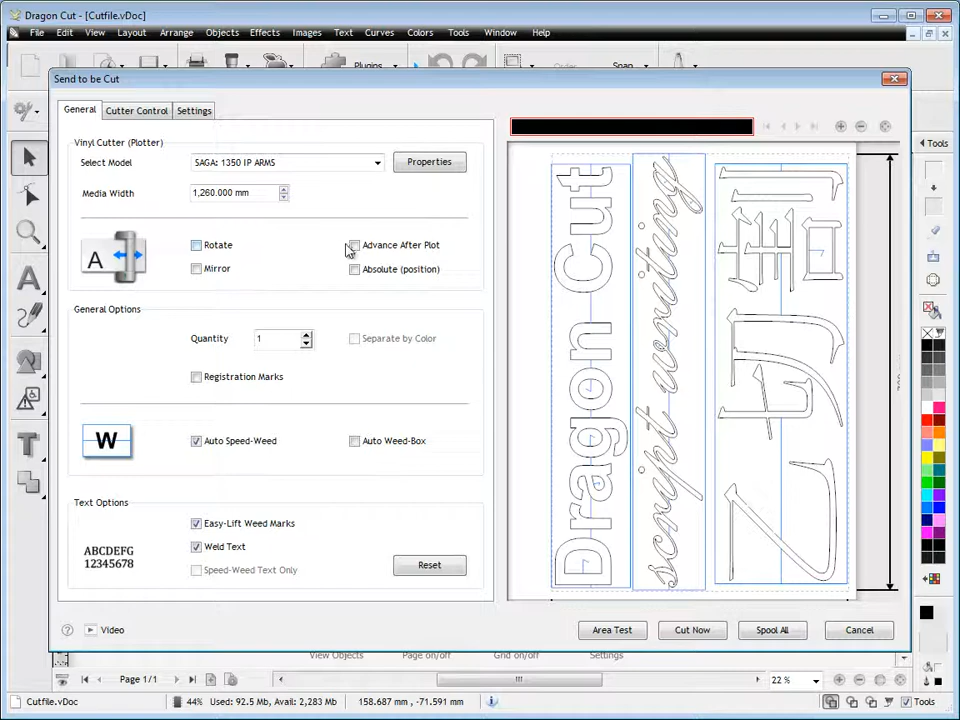 Dragon Cut - [Cutfile.vDoc]
File Edit View Layout Arrange Objects Effects Images Text Curves Colors Tools Window Help
Plugins
Order
Snap
Send to be Cut
General Cutter Control Settings
Vinyl Cutter (Plotter)
Select Model SAGA: 1350 IP ARMS Properties
Media Width 1,260.000 mm
A
Rotate Advance After Plot
Mirror Absolute (position)
General Options
Quantity 1 Separate by Color
Registration Marks
W
Auto Speed-Weed Auto Weed-Box
Text Options
Easy-Lift Weed Marks
ABCDEFG
12345678
Weld Text
Speed-Weed Text Only
Reset
Dragon Cut
script writing
Tools
? Video
Area Test Cut Now Spool All Cancel
View Objects Page on/off Grid on/off Settings
Page 1/1
22 %
Cutfile.vDoc 44% Used: 92.5 Mb, Avail: 2,283 Mb 158.687 mm , -71.591 mm Tools